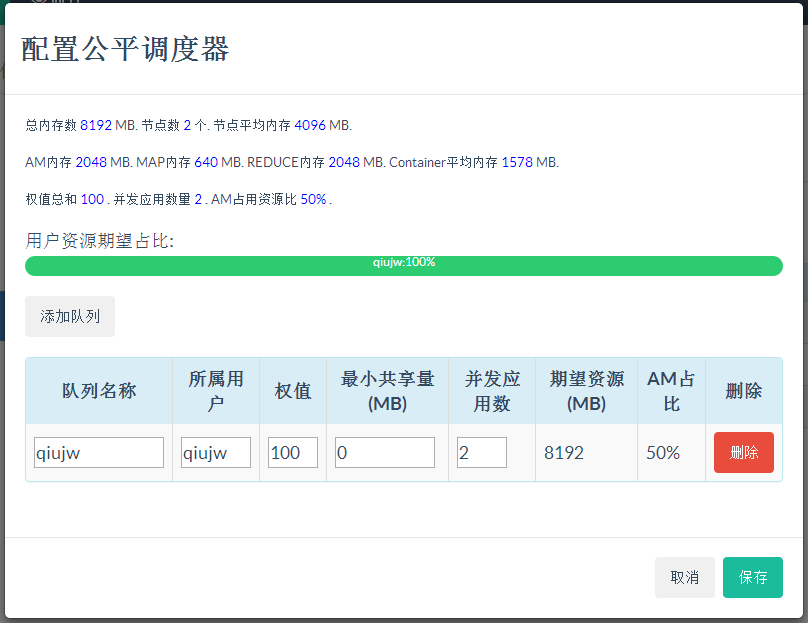 配置公平调度器
总内存数 8192 MB. 节点数 2 个. 节点平均内存 4096 MB.
AM内存 2048 MB. MAP内存 640 MB. REDUCE内存 2048 MB. Container平均内存 1578 MB.
权值总和 100 . 并发应用数量 2 . AM占用资源比 50% .
用户资源期望占比:
qiujw:100%
添加队列
队列名称 所属用户 权值 最小共享量(MB) 并发应用数 期望资源(MB) AM占比 删除
qiujw qiujw 100 0 2 8192 50% 删除
取消 保存